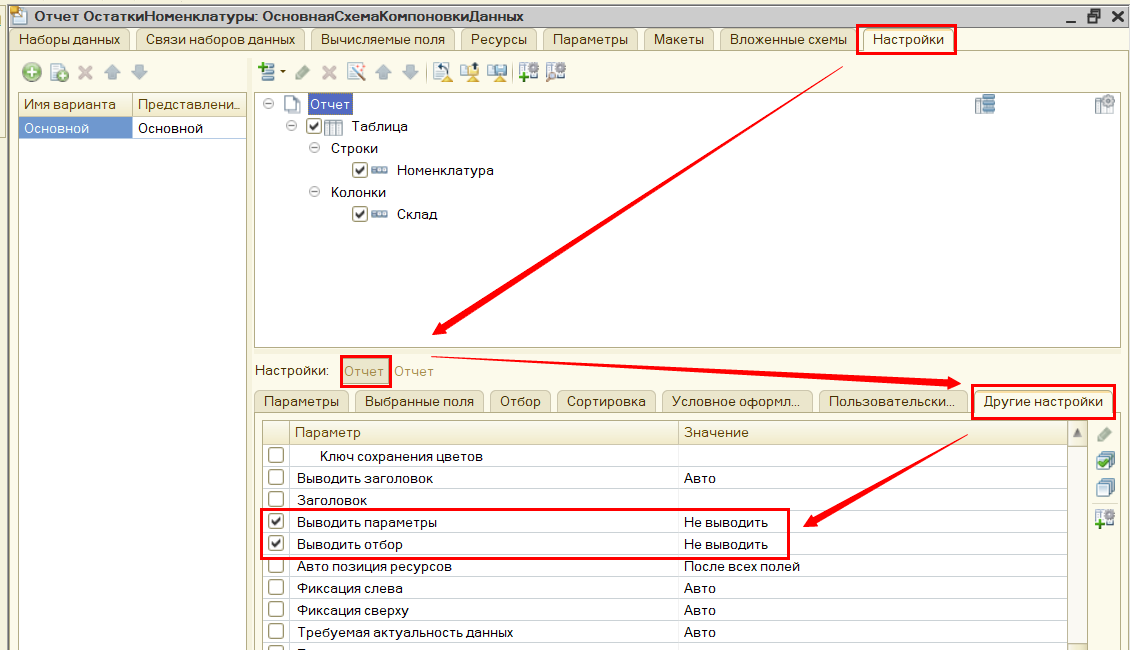 Отчет ОстаткиНоменклатуры: ОсновнаяСхемаКомпоновкиДанных
Наборы данных Связи наборов данных Вычисляемые поля Ресурсы Параметры Макеты Вложенные схемы Настройки
Имя варианта Представлени...
Основной Основной
Отчет
Таблица
Строки
Номенклатура
Колонки
Склад
Настройки: Отчет Отчет
Параметры Выбранные поля Отбор Сортировка Условное оформл... Пользовательски... Другие настройки
Параметр Значение
Ключ сохранения цветов
Выводить заголовок Авто
Заголовок
Выводить параметры Не выводить
Выводить отбор Не выводить
Авто позиция ресурсов После всех полей
Фиксация слева Авто
Фиксация сверху Авто
Требуемая актуальность данных Авто